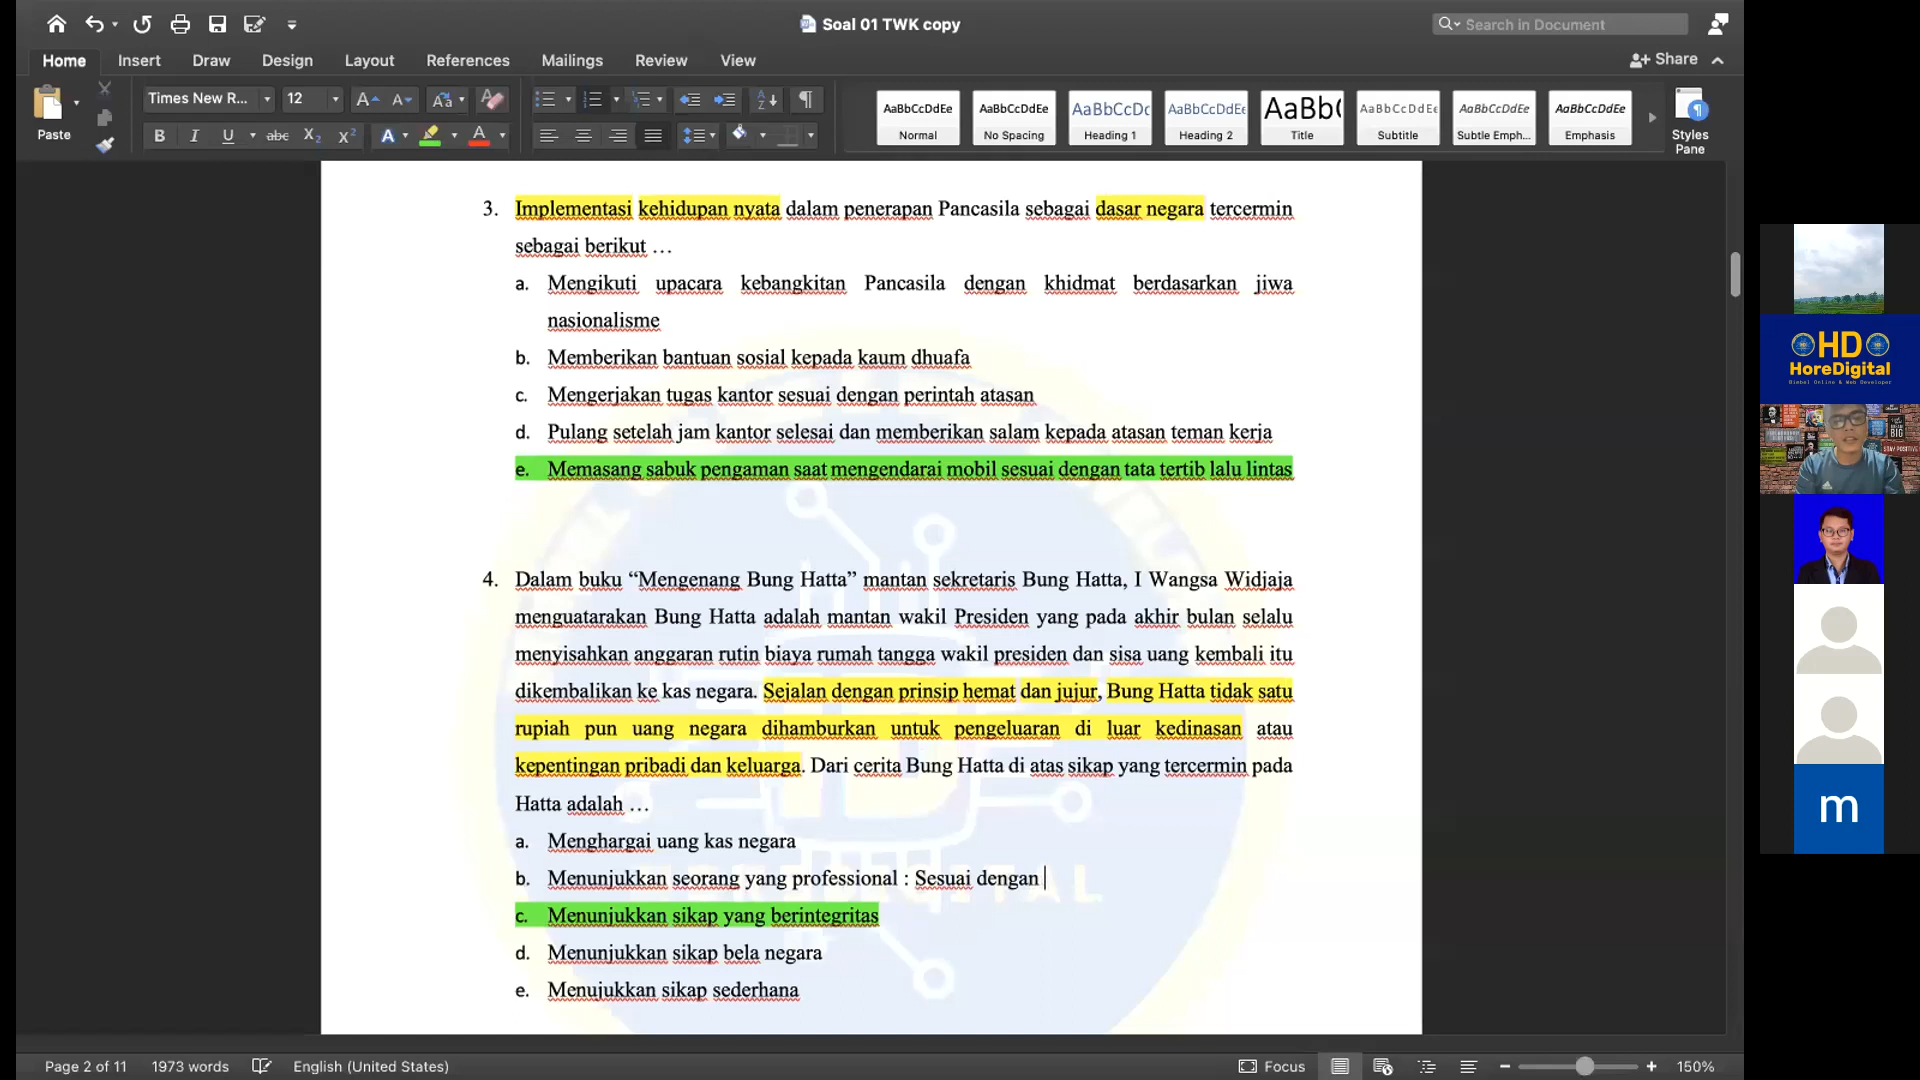 Soal 01 TWK copy
Search in Document
Home Insert Draw Design Layout References Mailings Review View
Share
Paste
Times New R... 12
AaBbCcDdEe AaBbCcDdEe AaBbCcDc AaBbCcDdEe AaBb( AaBbCcDdEe AaBbCcDdEe AaBbCcDdEe
Normal No Spacing Heading 1 Heading 2 Title Subtitle Subtle Emph... Emphasis
Styles Pane
3. Implementasi kehidupan nyata dalam penerapan Pancasila sebagai dasar negara tercermin
sebagai berikut …
a. Mengikuti upacara kebangkitan Pancasila dengan khidmat berdasarkan jiwa
nasionalisme
b. Memberikan bantuan sosial kepada kaum dhuafa
c. Mengerjakan tugas kantor sesuai dengan perintah atasan
d. Pulang setelah jam kantor selesai dan memberikan salam kepada atasan teman kerja
e. Memasang sabuk pengaman saat mengendarai mobil sesuai dengan tata tertib lalu lintas
4. Dalam buku “Mengenang Bung Hatta” mantan sekretaris Bung Hatta, I Wangsa Widjaja
menguatarakan Bung Hatta adalah mantan wakil Presiden yang pada akhir bulan selalu
menyisahkan anggaran rutin biaya rumah tangga wakil presiden dan sisa uang kembali itu
dikembalikan ke kas negara. Sejalan dengan prinsip hemat dan jujur, Bung Hatta tidak satu
rupiah pun uang negara dihamburkan untuk pengeluaran di luar kedinasan atau
kepentingan pribadi dan keluarga. Dari cerita Bung Hatta di atas sikap yang tercermin pada
Hatta adalah …
a. Menghargai uang kas negara
b. Menunjukkan seorang yang professional : Sesuai dengan
c. Menunjukkan sikap yang berintegritas
d. Menunjukkan sikap bela negara
e. Menujukkan sikap sederhana
Page 2 of 11 1973 words English (United States) Focus 150%
HD
HoreDigital
Bimbel Online & Web Developer
STAY POSITIVE
m